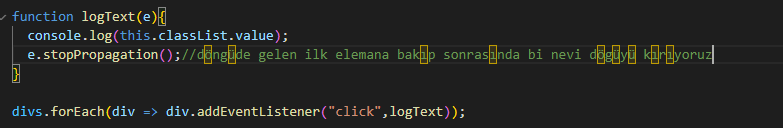 function logText(e){
console.log(this.classList.value);
e.stopPropagation();//döngüde gelen ilk elemana bakıp sonrasında bi nevi dögüyü kırıyoruz
}
divs.forEach(div => div.addEventListener("click",logText));